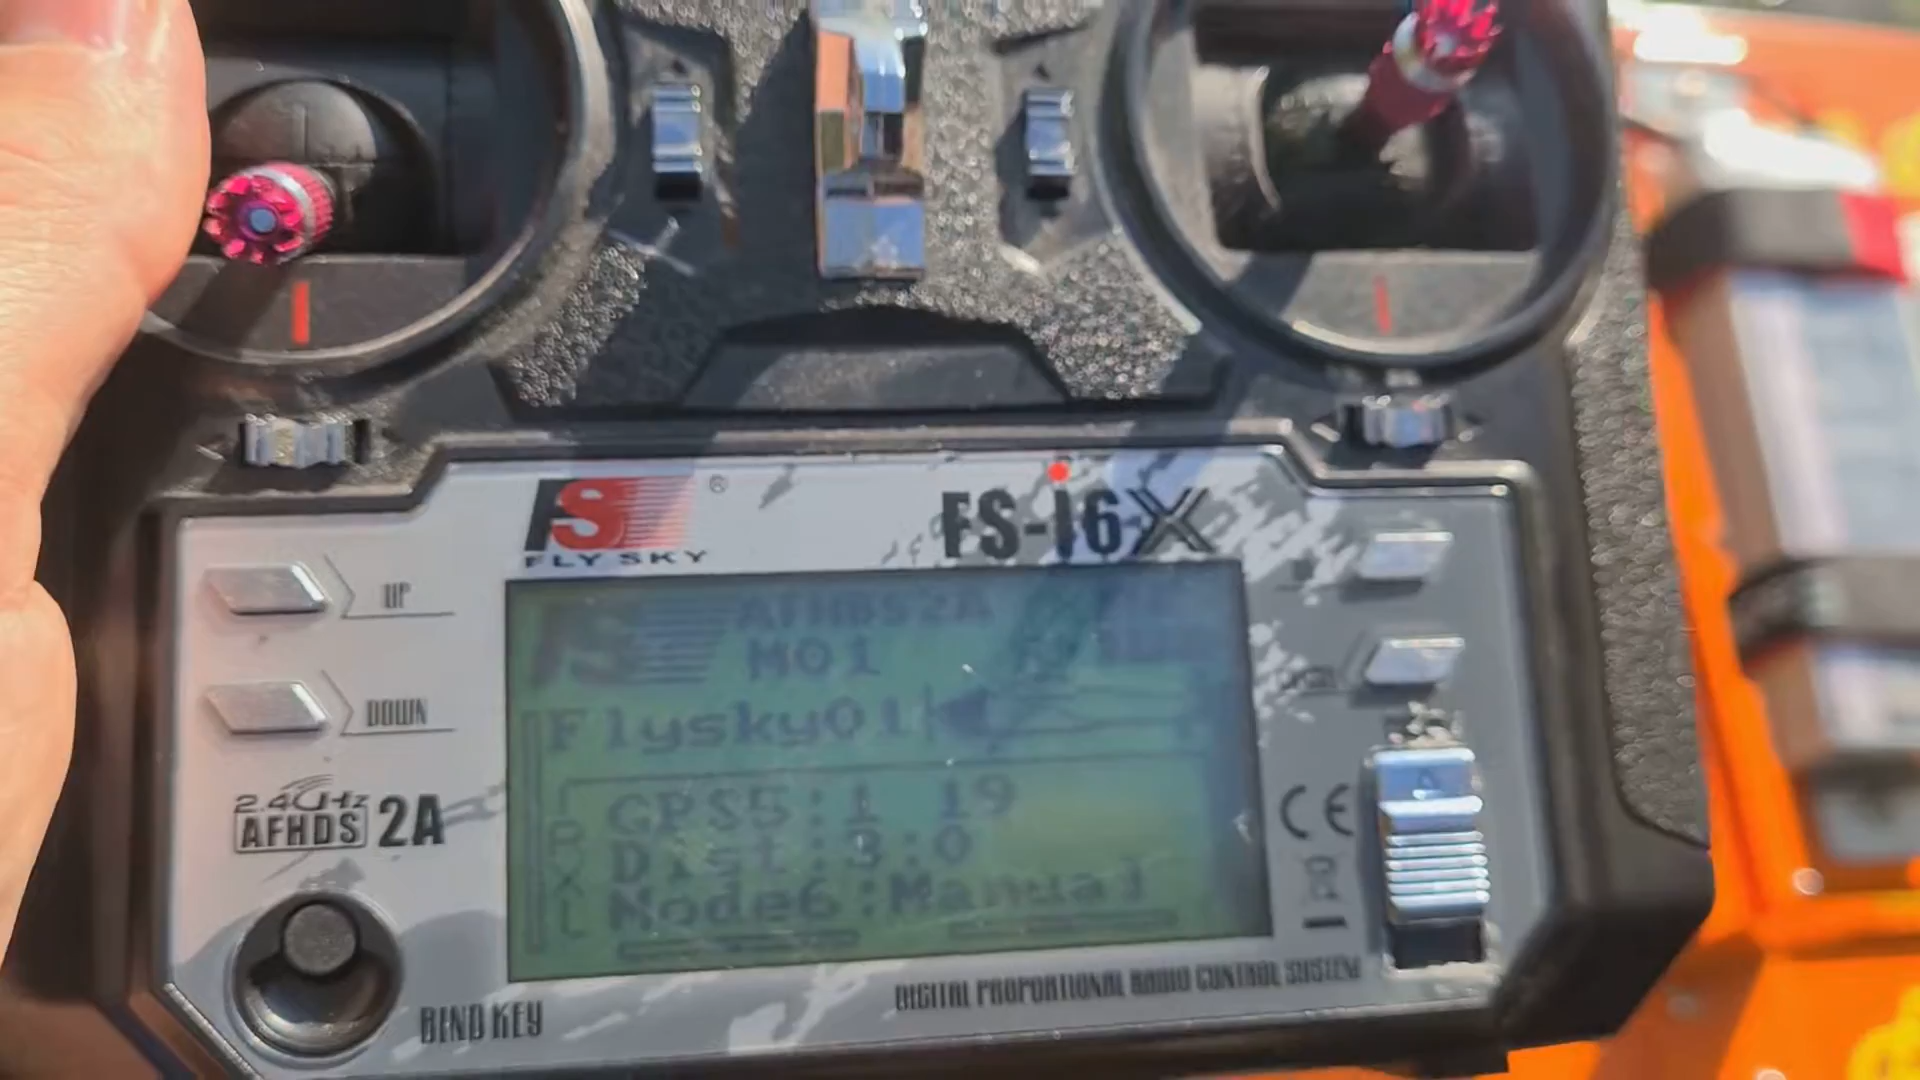 FS ®
FLY SKY
FS-i6X
UP
DOWN
2.4GHz
AFHDS 2A
BIND KEY
AFHDS2A
M01
Flysky01
GPS5:1 19
Dist:3:0
Mode6:Manual
CE
DIGITAL PROPORTIONAL RADIO CONTROL SYSTEM